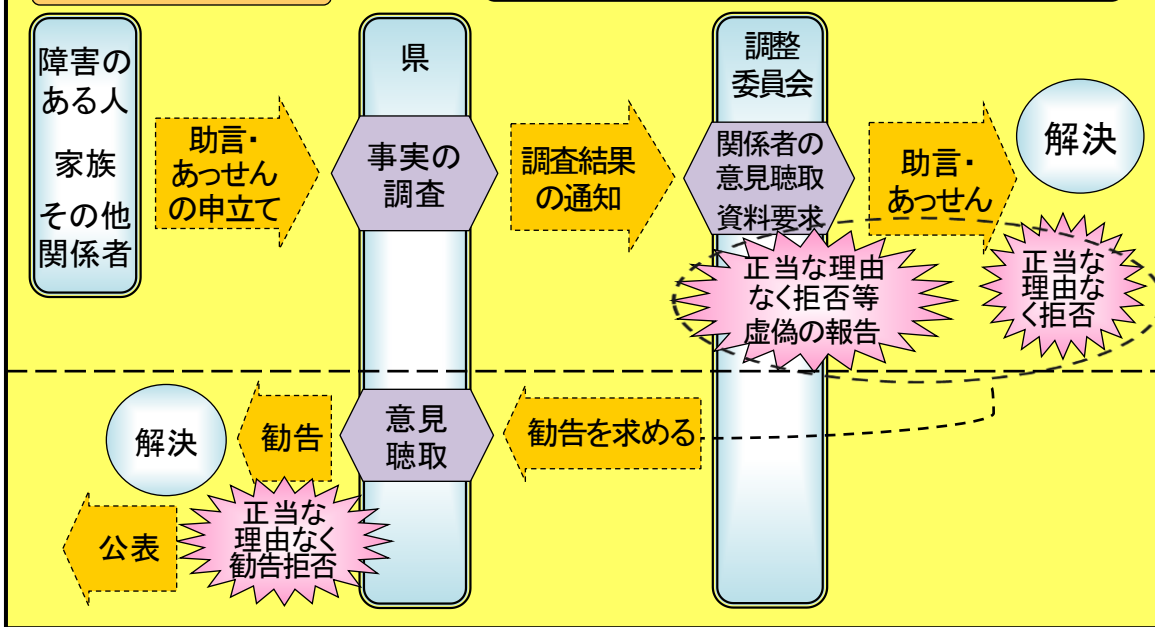 障害の
ある人
家族
その他
関係者
助言・
あっせん
の申立て
県
事実の
調査
調査結果
の通知
調整
委員会
関係者の
意見聴取
資料要求
助言・
あっせん
解決
正当な理由
なく拒否等
虚偽の報告
正当な
理由な
く拒否
勧告を求める
意見
聴取
勧告
解決
正当な
理由なく
勧告拒否
公表